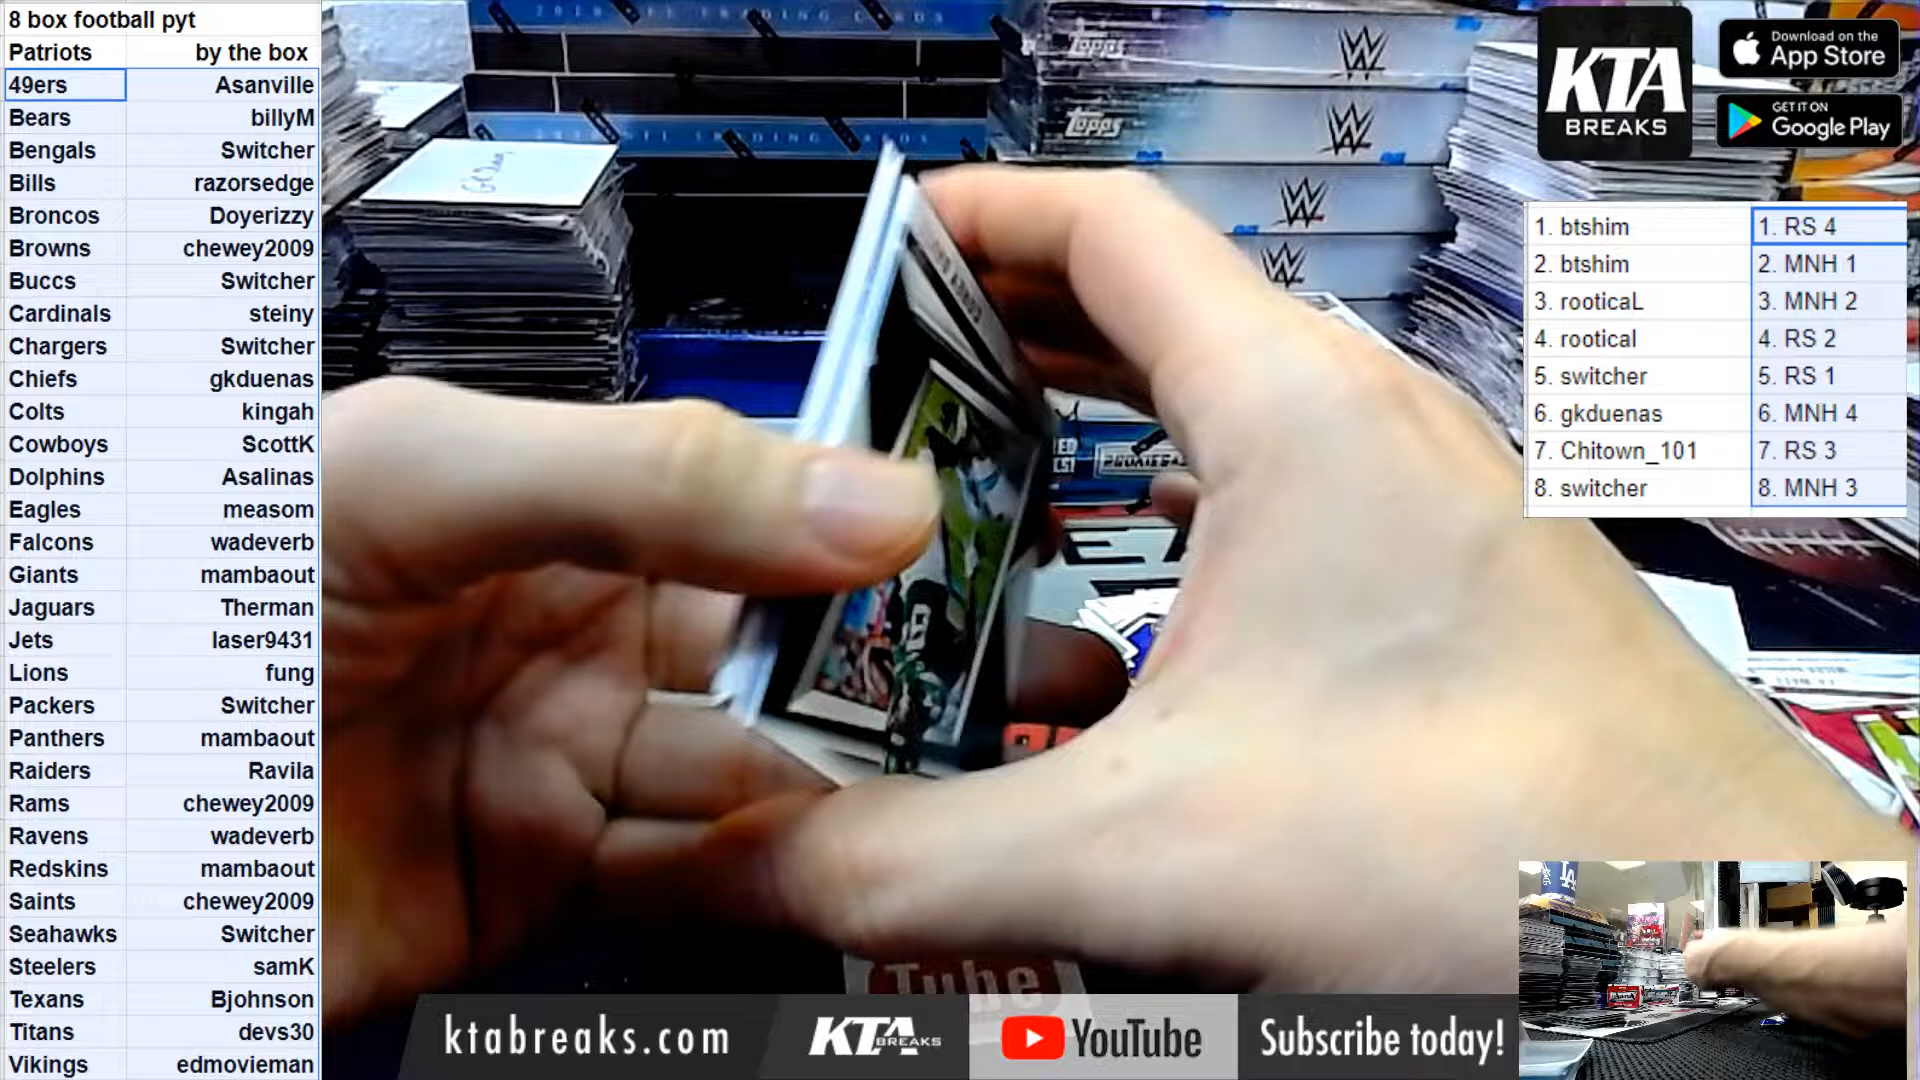 8 box football pyt
Patriots by the box
49ers Asanville
Bears billyM
Bengals Switcher
Bills razorsedge
Broncos Doyerizzy
Browns chewey2009
Buccs Switcher
Cardinals steiny
Chargers Switcher
Chiefs gkduenas
Colts kingah
Cowboys ScottK
Dolphins Asalinas
Eagles measom
Falcons wadeverb
Giants mambaout
Jaguars Therman
Jets laser9431
Lions fung
Packers Switcher
Panthers mambaout
Raiders Ravila
Rams chewey2009
Ravens wadeverb
Redskins mambaout
Saints chewey2009
Seahawks Switcher
Steelers samK
Texans Bjohnson
Titans devs30
Vikings edmovieman
Topps
Topps
KTA
BREAKS
Download on the
App Store
GET IT ON
Google Play
1. btshim 1. RS 4
2. btshim 2. MNH 1
3. rooticaL 3. MNH 2
4. rootical 4. RS 2
5. switcher 5. RS 1
6. gkduenas 6. MNH 4
7. Chitown_101 7. RS 3
8. switcher 8. MNH 3
Tube
ktabreaks.com
KTA BREAKS
YouTube
Subscribe today!
LA